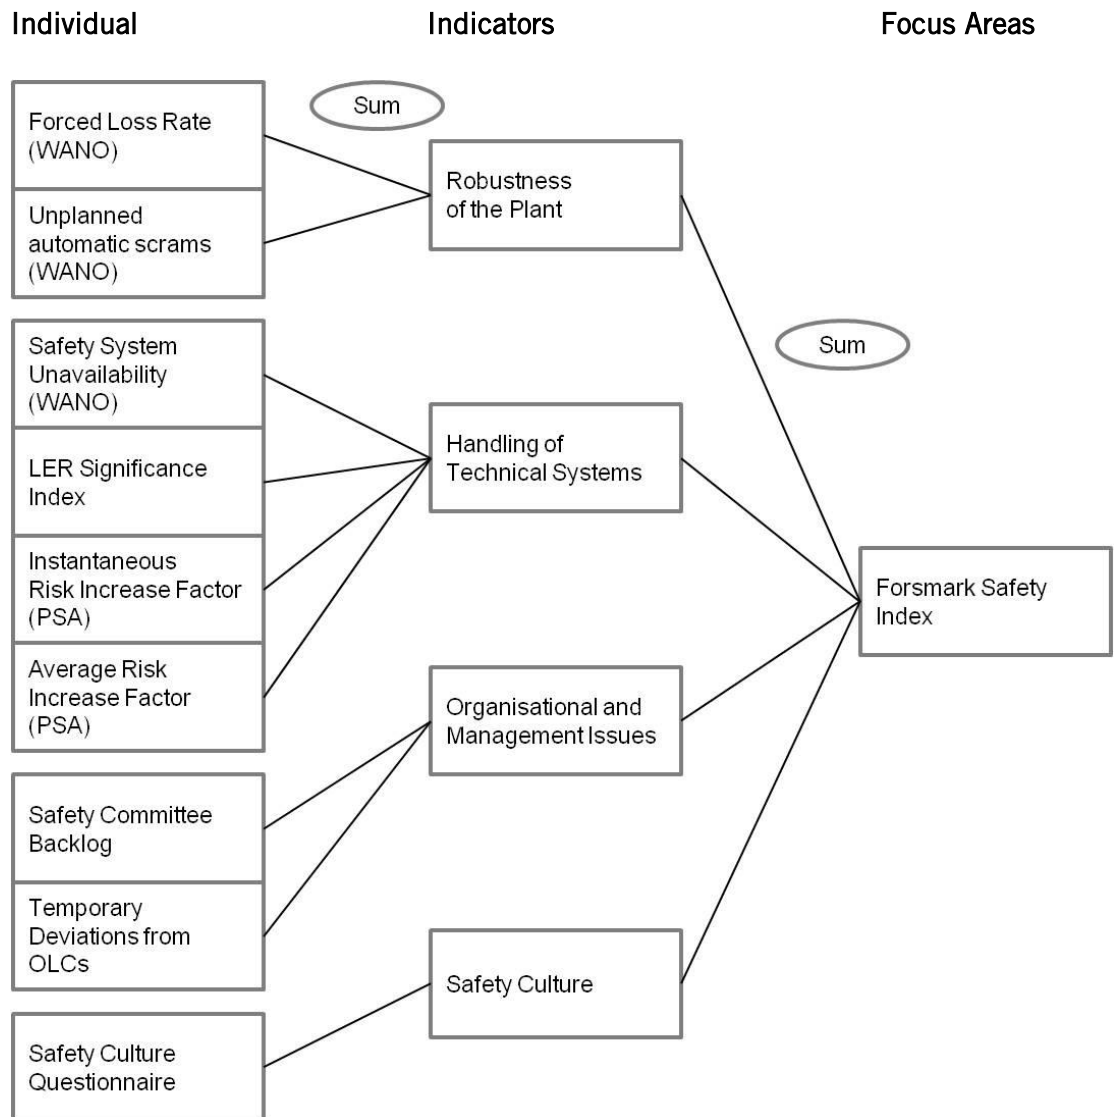 Individual
Indicators
Focus Areas
Forced Loss Rate
(WANO)
Unplanned
automatic scrams
(WANO)
Safety System
Unavailability
(WANO)
LER Significance
Index
Instantaneous
Risk Increase Factor
(PSA)
Average Risk
Increase Factor
(PSA)
Safety Committee
Backlog
Temporary
Deviations from
OLCs
Safety Culture
Questionnaire
Sum
Robustness
of the Plant
Handling of
Technical Systems
Organisational and
Management Issues
Safety Culture
Sum
Forsmark Safety
Index